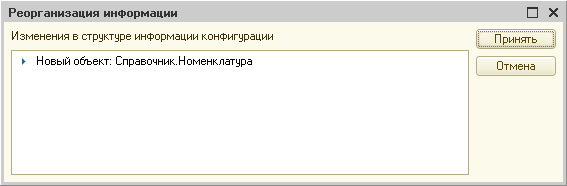 Реорганизация информации
Изменения в структуре информации конфигурации
Принять
Новый объект: Справочник.Номенклатура
Отмена